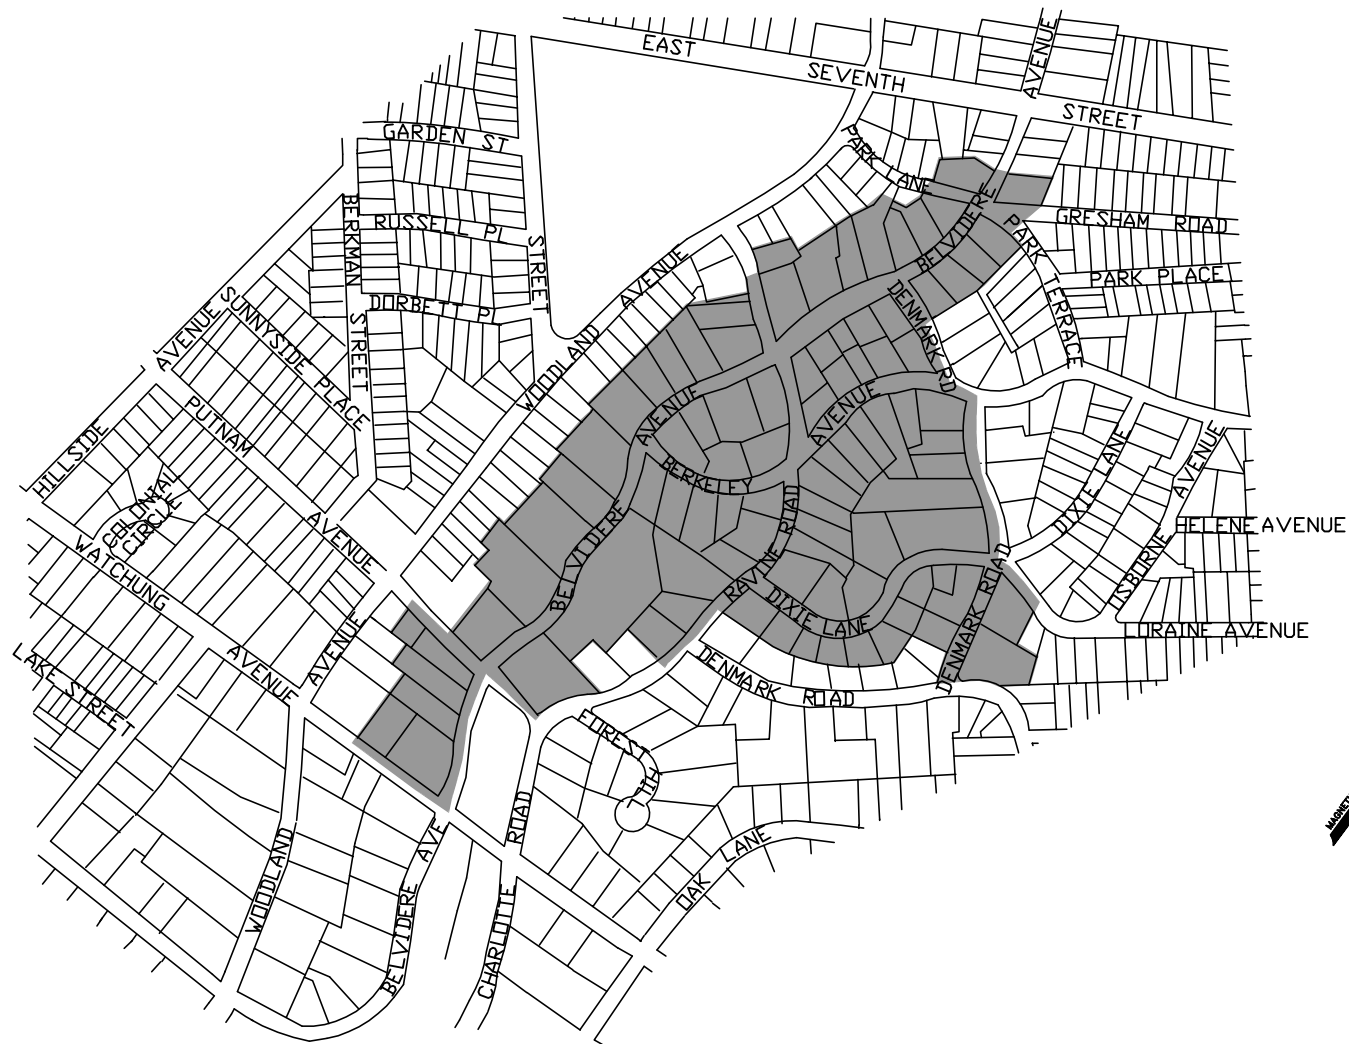 EAST SEVENTH STREET
AVENUE
GARDEN ST
PARK LANE
BERKMAN STREET
RUSSELL PL
STREET
BELVIDERE
GRESHAM ROAD
PARK TERRACE
PARK PLACE
WOODLAND AVENUE
SUNNYSIDE PLACE
DORBETT PL
DENMARK RD
HILLSIDE AVENUE
PUTNAM AVENUE
AVENUE
AVENUE
BERKELEY
DIXIE LANE
AVENUE
COLONIAL CIRCLE
WATCHUNG AVENUE
BELVIDERE
RAVINE ROAD
OSBORNE
HELENE AVENUE
DIXIE LANE
DENMARK ROAD
LORAINE AVENUE
AVENUE
LAKE STREET
DENMARK ROAD
FOREST
HILL
WOODLAND
BELVIDERE AVE
CHARLOTTE ROAD
OAK LANE